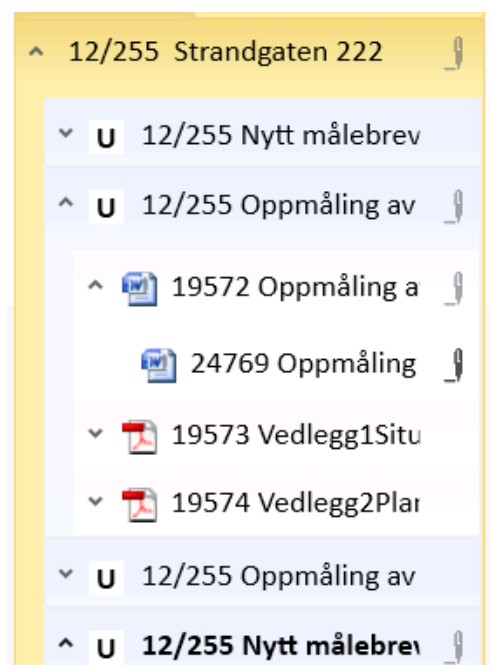 12/255 Strandgaten 222
U 12/255 Nytt målebrev
U 12/255 Oppmåling av
19572 Oppmåling a
24769 Oppmåling
19573 Vedlegg1Situ
19574 Vedlegg2Plan
U 12/255 Oppmåling av
U 12/255 Nytt målebrev